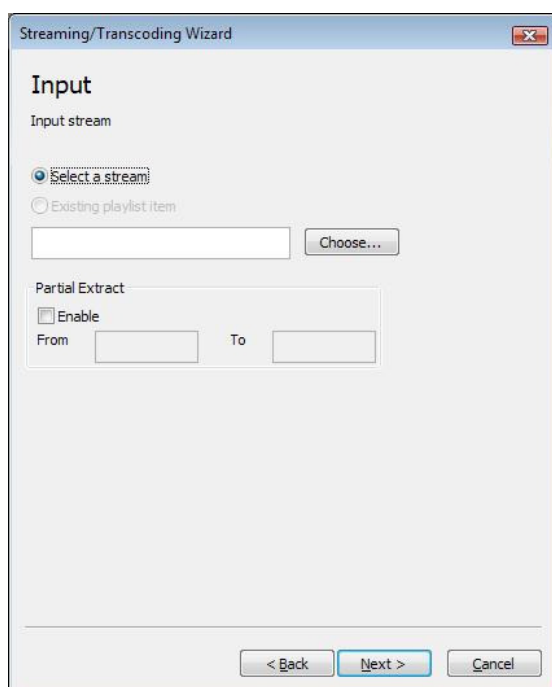 Streaming/Transcoding Wizard
Input
Input stream
Select a stream
Existing playlist item
Choose...
Partial Extract
Enable
From To
< Back Next > Cancel